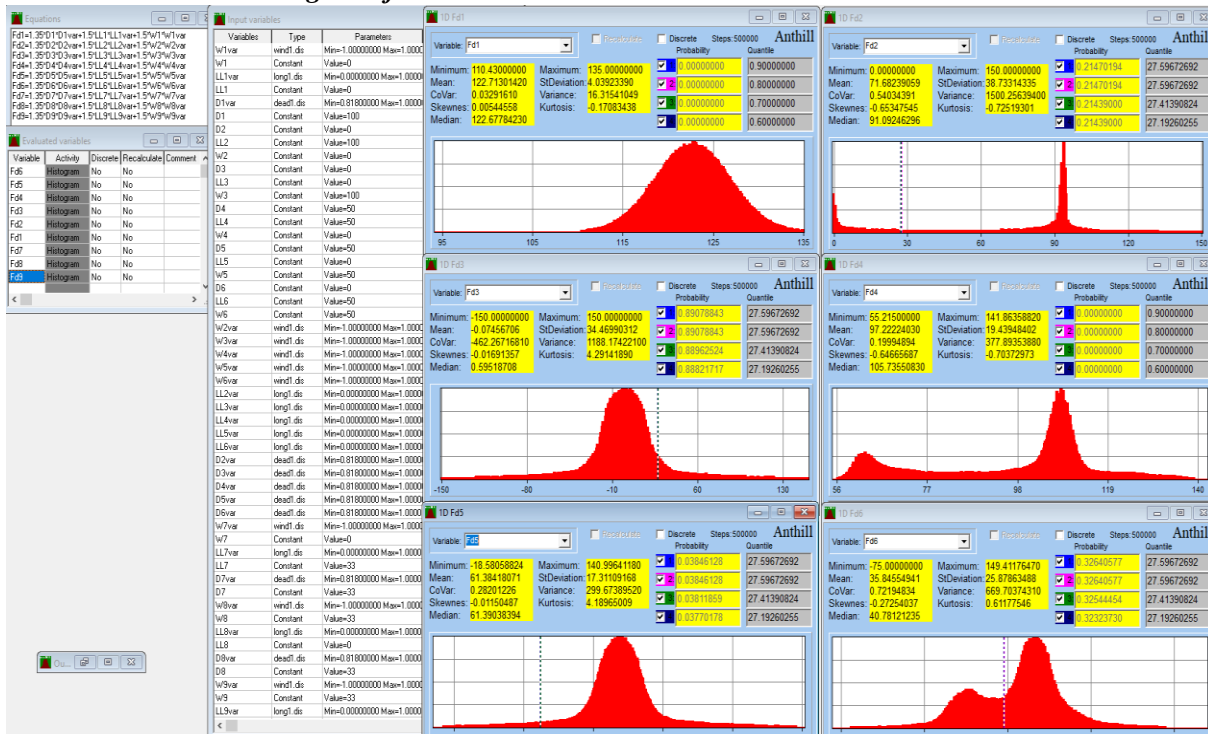 Equations
Fd1=1.35*D1*D1var+1.5*LL1*LL1var+1.5*W1*W1var
Fd2=1.35*D2*D2var+1.5*LL2*LL2var+1.5*W2*W2var
Fd3=1.35*D3*D3var+1.5*LL3*LL3var+1.5*W3*W3var
Fd4=1.35*D4*D4var+1.5*LL4*LL4var+1.5*W4*W4var
Fd5=1.35*D5*D5var+1.5*LL5*LL5var+1.5*W5*W5var
Fd6=1.35*D6*D6var+1.5*LL6*LL6var+1.5*W6*W6var
Fd7=1.35*D7*D7var+1.5*LL7*LL7var+1.5*W7*W7var
Fd8=1.35*D8*D8var+1.5*LL8*LL8var+1.5*W8*W8var
Fd9=1.35*D9*D9var+1.5*LL9*LL9var+1.5*W9*W9var
Evaluated variables
Variable Activity Discrete Recalculate Comment
Fd6 Histogram No No
Fd5 Histogram No No
Fd4 Histogram No No
Fd3 Histogram No No
Fd2 Histogram No No
Fd1 Histogram No No
Fd7 Histogram No No
Fd8 Histogram No No
Fd9 Histogram No No
Ou...
Input variables
Variables Type Parameters
W1var wind1.dis Min=-1.00000000 Max=1.0000
W1 Constant Value=0
LL1var long1.dis Min=0.00000000 Max=1.0000
LL1 Constant Value=0
D1var dead1.dis Min=0.81800000 Max=1.0000
D1 Constant Value=100
D2 Constant Value=0
LL2 Constant Value=100
W2 Constant Value=0
D3 Constant Value=0
LL3 Constant Value=0
W3 Constant Value=100
D4 Constant Value=50
LL4 Constant Value=50
W4 Constant Value=0
D5 Constant Value=50
LL5 Constant Value=0
W5 Constant Value=50
D6 Constant Value=0
LL6 Constant Value=50
W6 Constant Value=50
W2var wind1.dis Min=-1.00000000 Max=1.0000
W3var wind1.dis Min=-1.00000000 Max=1.0000
W4var wind1.dis Min=-1.00000000 Max=1.0000
W5var wind1.dis Min=-1.00000000 Max=1.0000
W6var wind1.dis Min=-1.00000000 Max=1.0000
LL2var long1.dis Min=0.00000000 Max=1.0000
LL3var long1.dis Min=0.00000000 Max=1.0000
LL4var long1.dis Min=0.00000000 Max=1.0000
LL5var long1.dis Min=0.00000000 Max=1.0000
LL6var long1.dis Min=0.00000000 Max=1.0000
D2var dead1.dis Min=0.81800000 Max=1.0000
D3var dead1.dis Min=0.81800000 Max=1.0000
D4var dead1.dis Min=0.81800000 Max=1.0000
D5var dead1.dis Min=0.81800000 Max=1.0000
D6var dead1.dis Min=0.81800000 Max=1.0000
W7var wind1.dis Min=-1.00000000 Max=1.0000
W7 Constant Value=0
LL7var long1.dis Min=0.00000000 Max=1.0000
LL7 Constant Value=33
D7var dead1.dis Min=0.81800000 Max=1.0000
D7 Constant Value=33
W8var wind1.dis Min=-1.00000000 Max=1.0000
W8 Constant Value=33
LL8var long1.dis Min=0.00000000 Max=1.0000
LL8 Constant Value=0
D8var dead1.dis Min=0.81800000 Max=1.0000
D8 Constant Value=33
W9var wind1.dis Min=-1.00000000 Max=1.0000
W9 Constant Value=33
LL9var long1.dis Min=0.00000000 Max=1.0000
1D Fd1
Variable: Fd1 Recalculate Discrete Steps:500000 Anthill
Probability Quantile
Minimum: 110.43000000 Maximum: 135.00000000 1 0.00000000 0.90000000
Mean: 122.71301420 StDeviation: 4.03923390 2 0.00000000 0.80000000
CoVar: 0.03291610 Variance: 16.31541049 3 0.00000000 0.70000000
Skewnes: 0.00544558 Kurtosis: -0.17083438 0.00000000 0.60000000
Median: 122.67784230
95 105 115 125 135
1D Fd2
Variable: Fd2 Recalculate Discrete Steps:500000 Anthill
Probability Quantile
Minimum: 0.00000000 Maximum: 150.00000000 0.21470194 27.59672692
Mean: 71.68239059 StDeviation: 38.73314335 2 0.21470194 27.59672692
CoVar: 0.54034391 Variance: 1500.25639400 3 0.21439000 27.41390824
Skewnes: -0.65347545 Kurtosis: -0.72519301 0.21439000 27.19260255
Median: 91.09246296
0 30 60 90 120 150
1D Fd3
Variable: Fd3 Recalculate Discrete Steps:500000 Anthill
Probability Quantile
Minimum: -150.00000000 Maximum: 150.00000000 0.89078843 27.59672692
Mean: -0.07456706 StDeviation: 34.46990312 2 0.89078843 27.59672692
CoVar: -462.26716810 Variance: 1188.17422100 3 0.88962524 27.41390824
Skewnes: -0.01691357 Kurtosis: 4.29141890 0.88821717 27.19260255
Median: 0.59518708
-150 -80 -10 60 130
1D Fd4
Variable: Fd4 Recalculate Discrete Steps:500000 Anthill
Probability Quantile
Minimum: 55.21500000 Maximum: 141.86358820 0.00000000 0.90000000
Mean: 97.22224030 StDeviation: 19.43948402 2 0.00000000 0.80000000
CoVar: 0.19994894 Variance: 377.89353880 3 0.00000000 0.70000000
Skewnes: -0.64665687 Kurtosis: -0.70372973 0.00000000 0.60000000
Median: 105.73550830
56 77 98 119 140
1D Fd5
Variable: Fd5 Recalculate Discrete Steps:500000 Anthill
Probability Quantile
Minimum: -18.58058824 Maximum: 140.99641180 1 0.03846128 27.59672692
Mean: 61.38418071 StDeviation: 17.31109168 2 0.03846128 27.59672692
CoVar: 0.28201226 Variance: 299.67389520 3 0.03811859 27.41390824
Skewnes: -0.01150487 Kurtosis: 4.18965009 0.03770178 27.19260255
Median: 61.39038394
1D Fd6
Variable: Fd6 Recalculate Discrete Steps:500000 Anthill
Probability Quantile
Minimum: -75.00000000 Maximum: 149.41176470 0.32640577 27.59672692
Mean: 35.84554941 StDeviation: 25.87863488 2 0.32640577 27.59672692
CoVar: 0.72194834 Variance: 669.70374310 3 0.32544454 27.41390824
Skewnes: -0.27254037 Kurtosis: 0.61177546 0.32323730 27.19260255
Median: 40.78121235